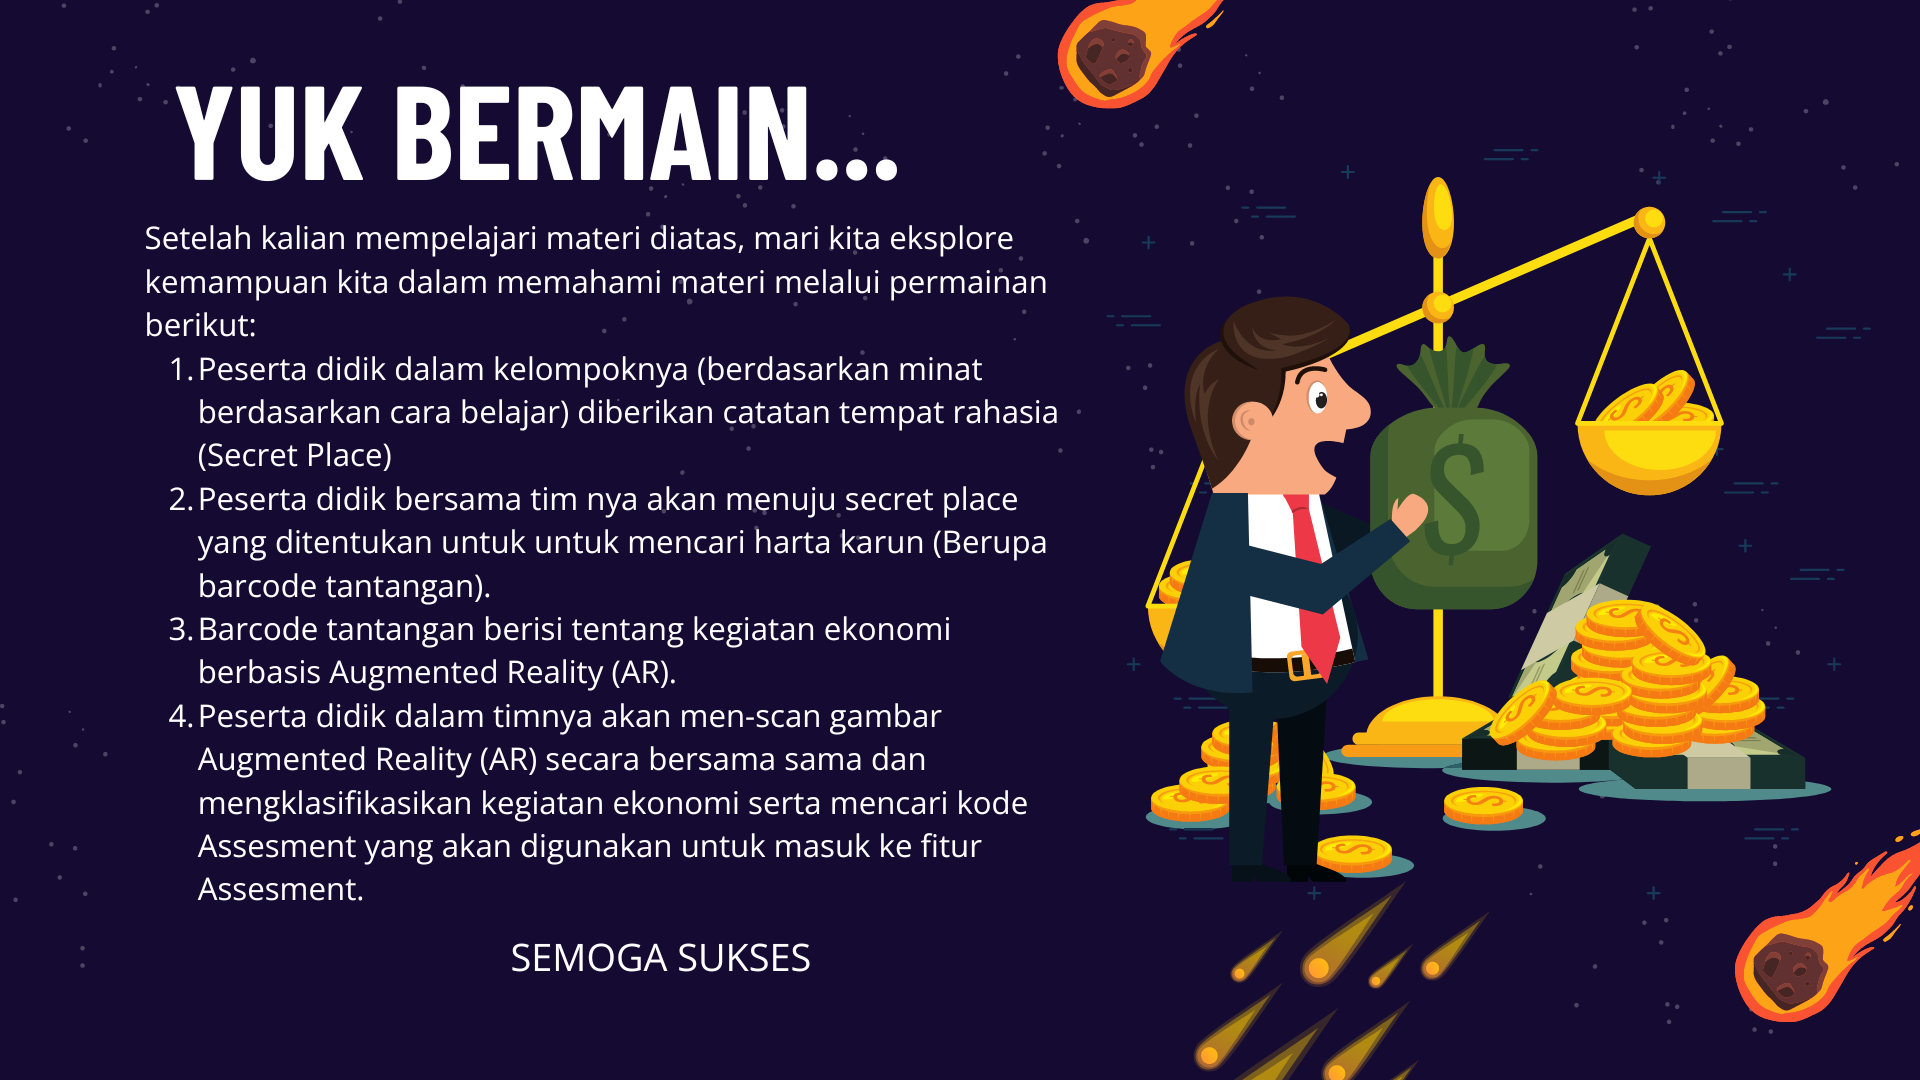 YUK BERMAIN...
Setelah kalian mempelajari materi diatas, mari kita eksplore
kemampuan kita dalam memahami materi melalui permainan
berikut:
1. Peserta didik dalam kelompoknya (berdasarkan minat
berdasarkan cara belajar) diberikan catatan tempat rahasia
(Secret Place)
2. Peserta didik bersama tim nya akan menuju secret place
yang ditentukan untuk untuk mencari harta karun (Berupa
barcode tantangan).
3. Barcode tantangan berisi tentang kegiatan ekonomi
berbasis Augmented Reality (AR).
4. Peserta didik dalam timnya akan men-scan gambar
Augmented Reality (AR) secara bersama sama dan
mengklasifikasikan kegiatan ekonomi serta mencari kode
Assesment yang akan digunakan untuk masuk ke fitur
Assesment.
SEMOGA SUKSES